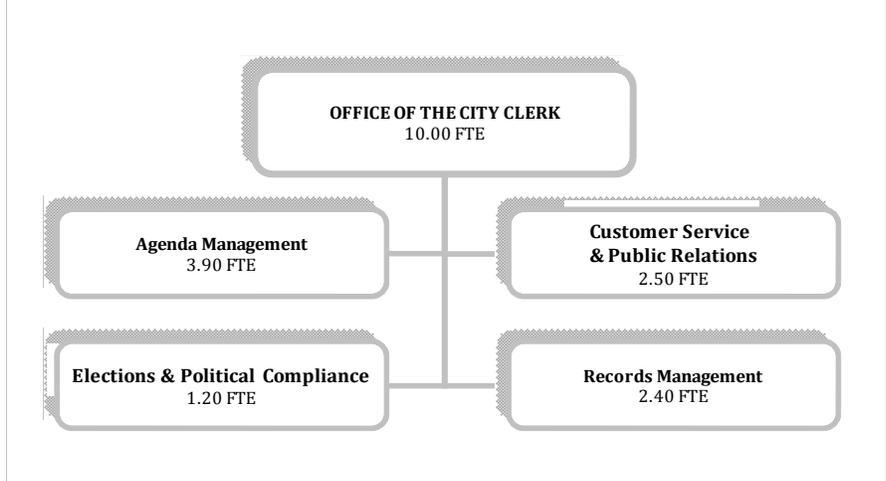 OFFICE OF THE CITY CLERK
10.00 FTE
Agenda Management
3.90 FTE
Customer Service
& Public Relations
2.50 FTE
Elections & Political Compliance
1.20 FTE
Records Management
2.40 FTE